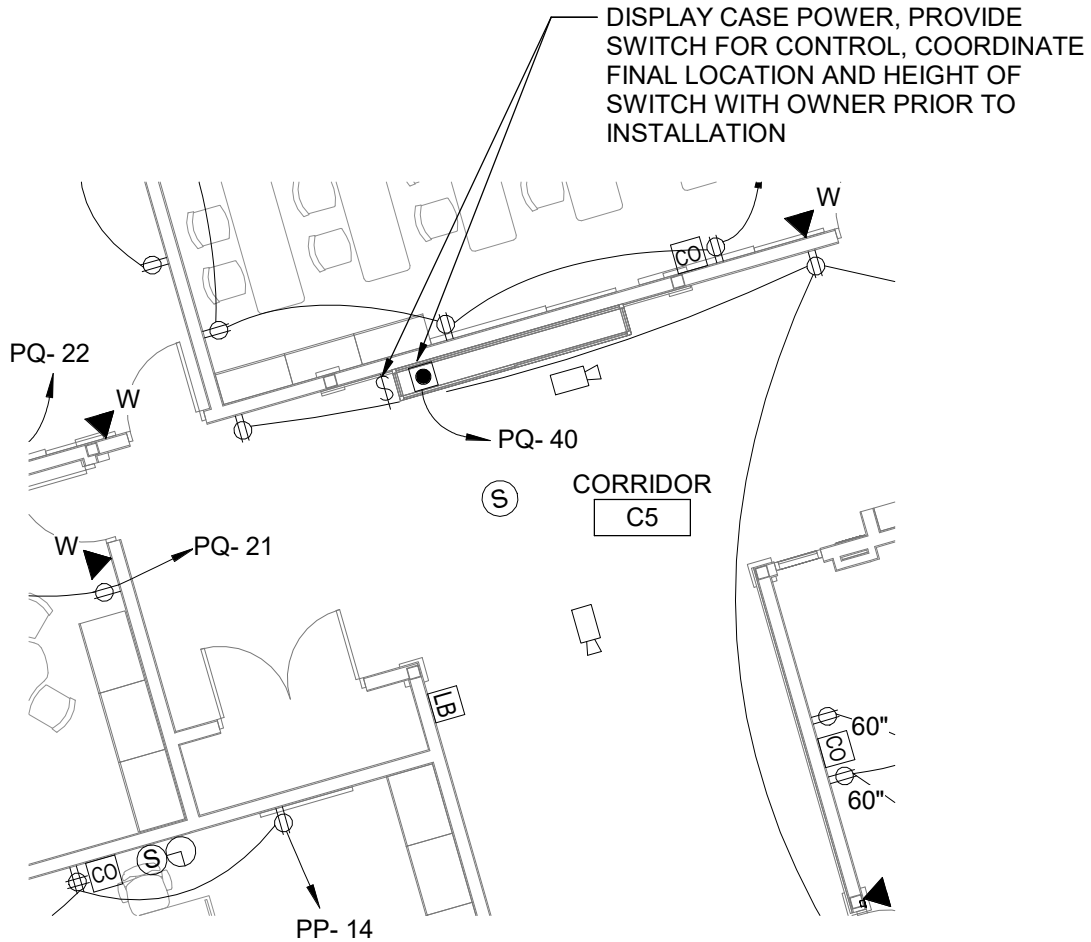 DISPLAY CASE POWER, PROVIDE
SWITCH FOR CONTROL, COORDINATE
FINAL LOCATION AND HEIGHT OF
SWITCH WITH OWNER PRIOR TO
INSTALLATION
W
CO
PQ- 22
W
S
PQ- 40
S
CORRIDOR
C5
W
PQ- 21
LB
60"
CO
60"
CO
S
PP- 14